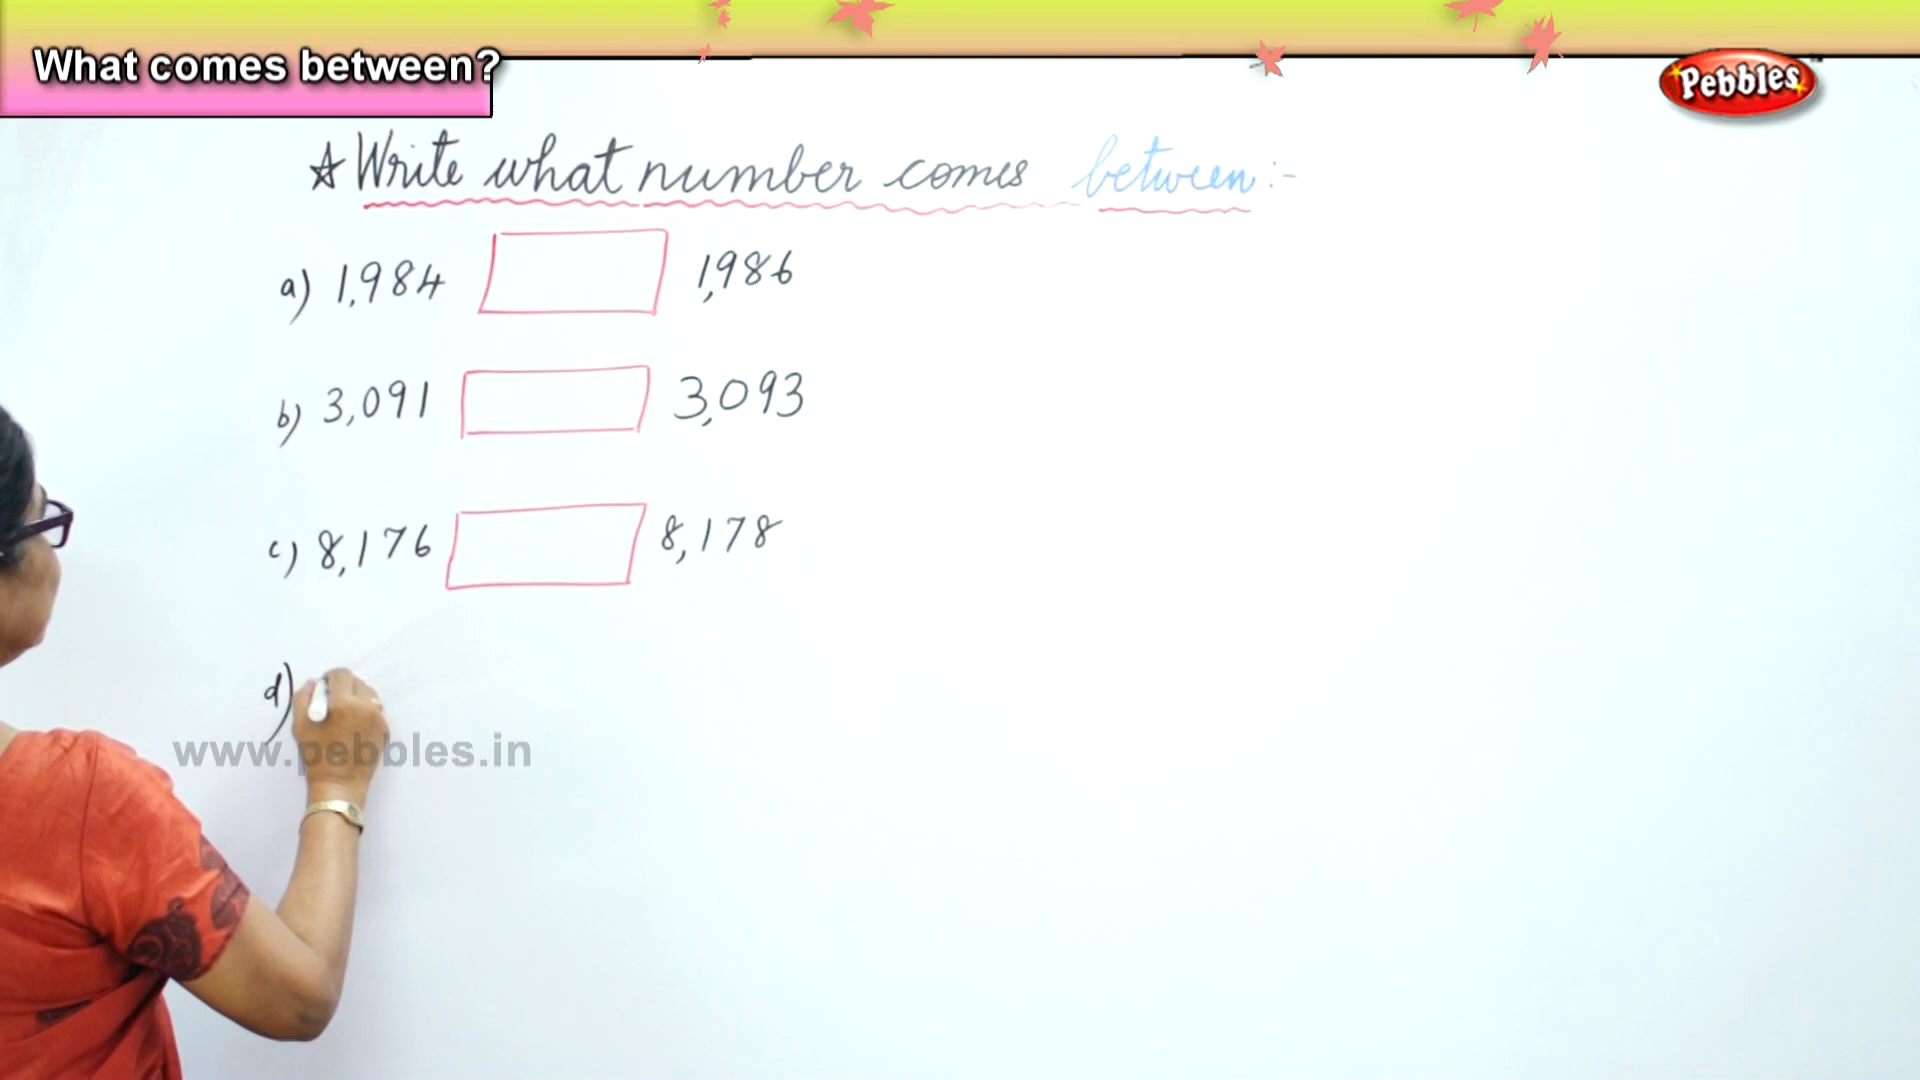 What comes between?
Pebbles
☆ Write what number comes between:-
a) 1,984 1,986
b) 3,091 3,093
c) 8,176 8,178
d)
www.pebbles.in